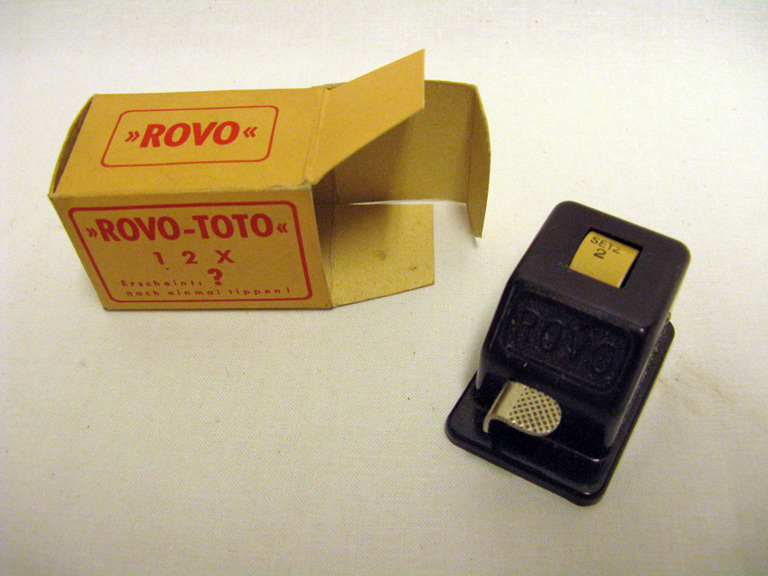 »ROVO«
»ROVO-TOTO«
1 2 X
?
Erscheint:
noch einmal tippen!
SETZ
2
ROVO